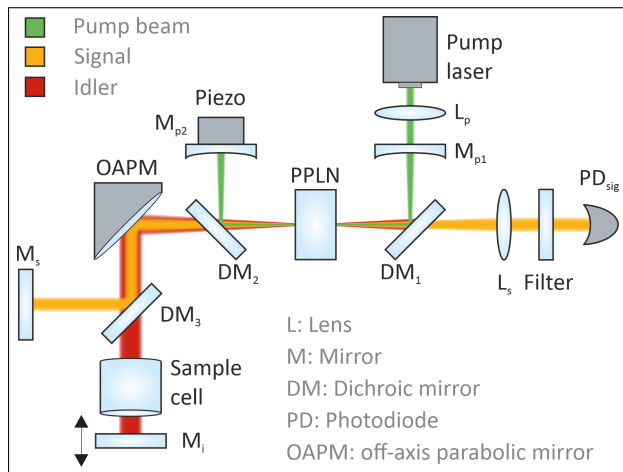 Pump beam
Signal
Idler
Pump
laser
Piezo
Lp
Mp2
Mp1
OAPM
PPLN
PDsig
Ms
DM2
DM1
Ls
Filter
DM3
Sample
cell
Mi
L: Lens
M: Mirror
DM: Dichroic mirror
PD: Photodiode
OAPM: off-axis parabolic mirror